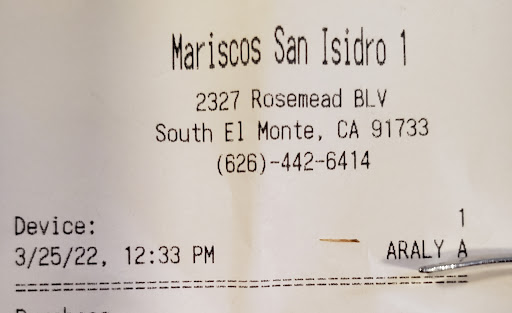 Mariscos San Isidro 1
2327 Rosemead BLV
South El Monte, CA 91733
(626)-442-6414
1
Device:
3/25/22, 12:33 PM ARALY A